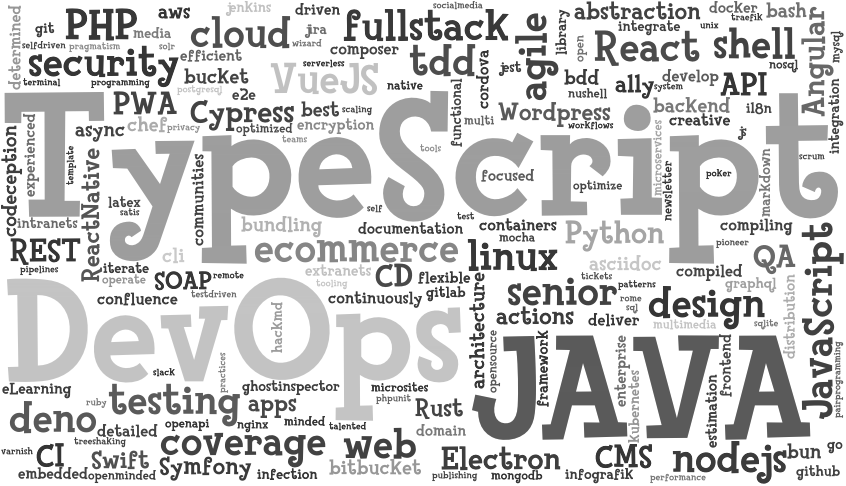 determined
git
PHP
aws
jenkins
driven
socialmedia
abstraction
docker
bash
traefik
media
cloud
jra
fullstack
agile
library
integrate
unix
Angular
mysql
selfdriven
pragmatism
solr
efficient
wizard
composer
tdd
cordova
open
React
shell
security
bucket
serverless
VueJS
native
jest
bdd
ally
system
develop
API
nosql
terminal
programming
postgresql
nushell
PWA
e2e
Cypress
best
scaling
functional
multi
Wordpress
workflows
backend
i18n
creative
integration
async
chef
privacy
optimized
encryption
teams
js
codeception
experienced
template
TypeScript
tools
focused
optimize
microservices
newsletter
poker
markdown
scrum
ReactNative
communities
latex
satis
self
intranets
bundling
documentation
test
containers
mocha
Python
compiling
pioneer
REST
cli
ecommerce
linux
asciidoc
QA
pipelines
iterate
operate
SOAP
remote
extranets
tooling
CD
flexible
tickets
compiled
graphql
confluence
testdriven
continuously
gitlab
architecture
senior
patterns
rome
sql
design
distribution
JavaScript
DevOps
hackmd
actions
deliver
multimedia
sqlite
opensource
framework
JAVA
enterprise
kubernetes
estimation
frontend
pairprogramming
slack
practices
eLearning
ghostinspector
microsites
phpunit
ruby
testing
apps
Rust
deno
detailed
openapi
nginx
minded
talented
domain
treeshaking
varnish
CI
Swift
coverage
web
Electron
CMS
nodejs
bun
go
embedded
openminded
Symfony
infection
bitbucket
publishing
mongodb
infografiK
performance
github